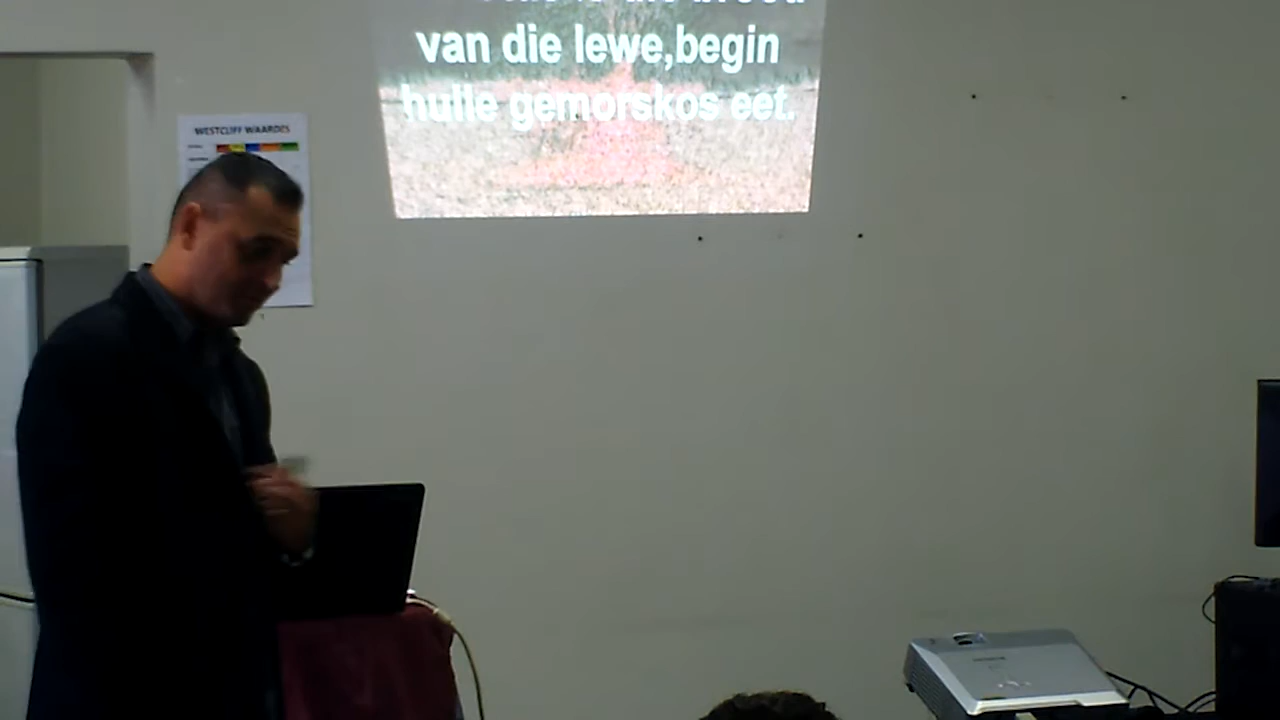 van die lewe,begin
hulle gemorskos eet.
WESTCLIFF WAARDES